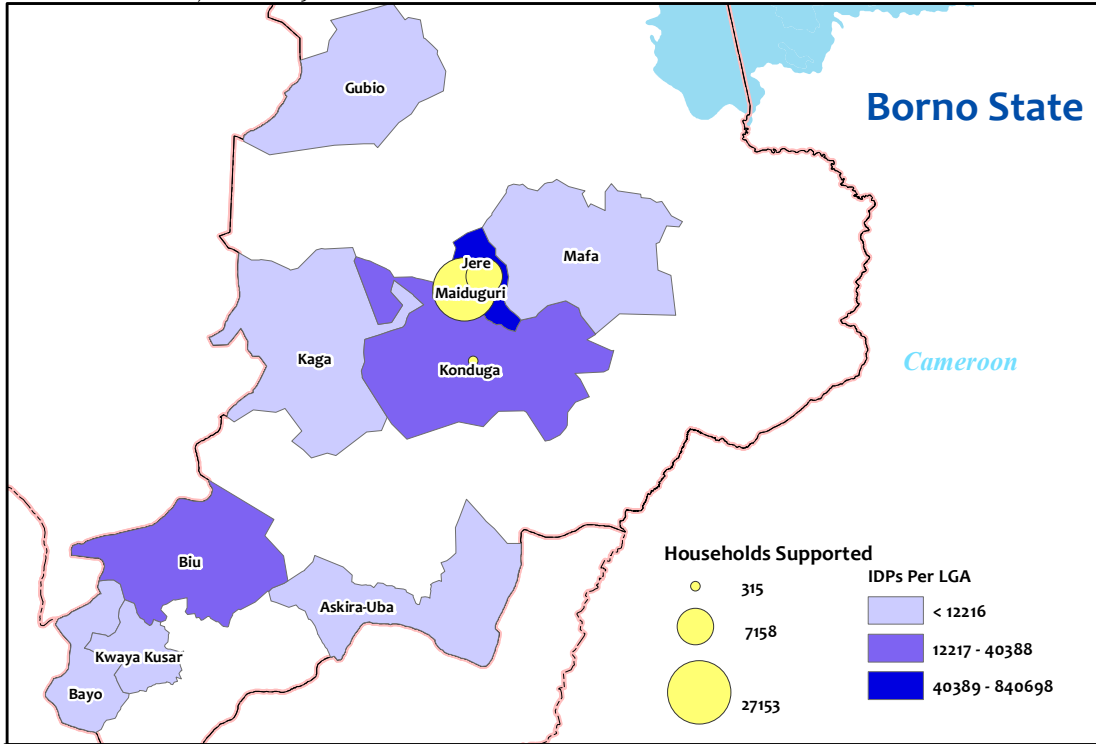 Gubio
Borno State
Mafa
Jere
Maiduguri
Kaga
Konduga
Cameroon
Biu
Askira-Uba
Kwaya Kusar
Bayo
Households Supported
315
7158
27153
IDPs Per LGA
< 12216
12217 - 40388
40389 - 840698